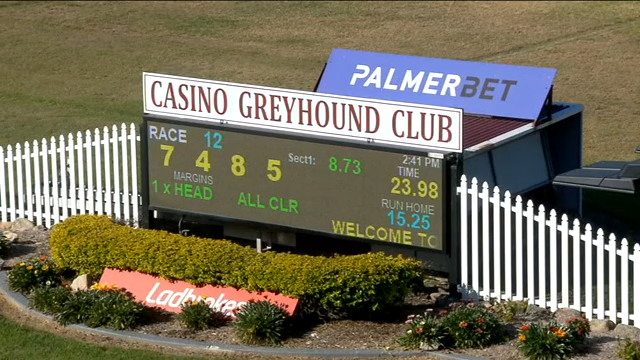 PALMERBET
CASINO GREYHOUND CLUB
RACE 12
7 4 8 5 Sect1: 8.73
2:41 PM
TIME
23.98
MARGINS
1 x HEAD ALL CLR
RUN HOME
15.25
WELCOME TO
Ladbrokes